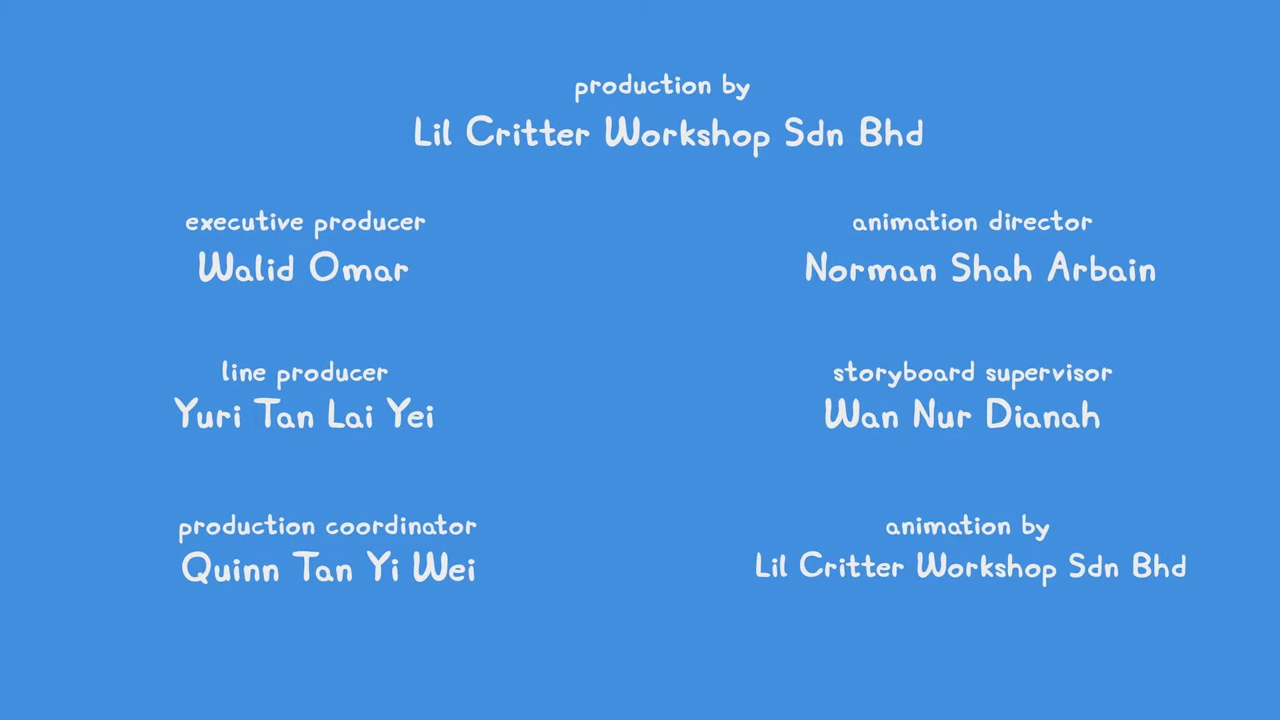 production by
Lil Critter Workshop Sdn Bhd
executive producer
Walid Omar
animation director
Norman Shah Arbain
line producer
Yuri Tan Lai Yei
storyboard supervisor
Wan Nur Dianah
production coordinator
Quinn Tan Yi Wei
animation by
Lil Critter Workshop Sdn Bhd